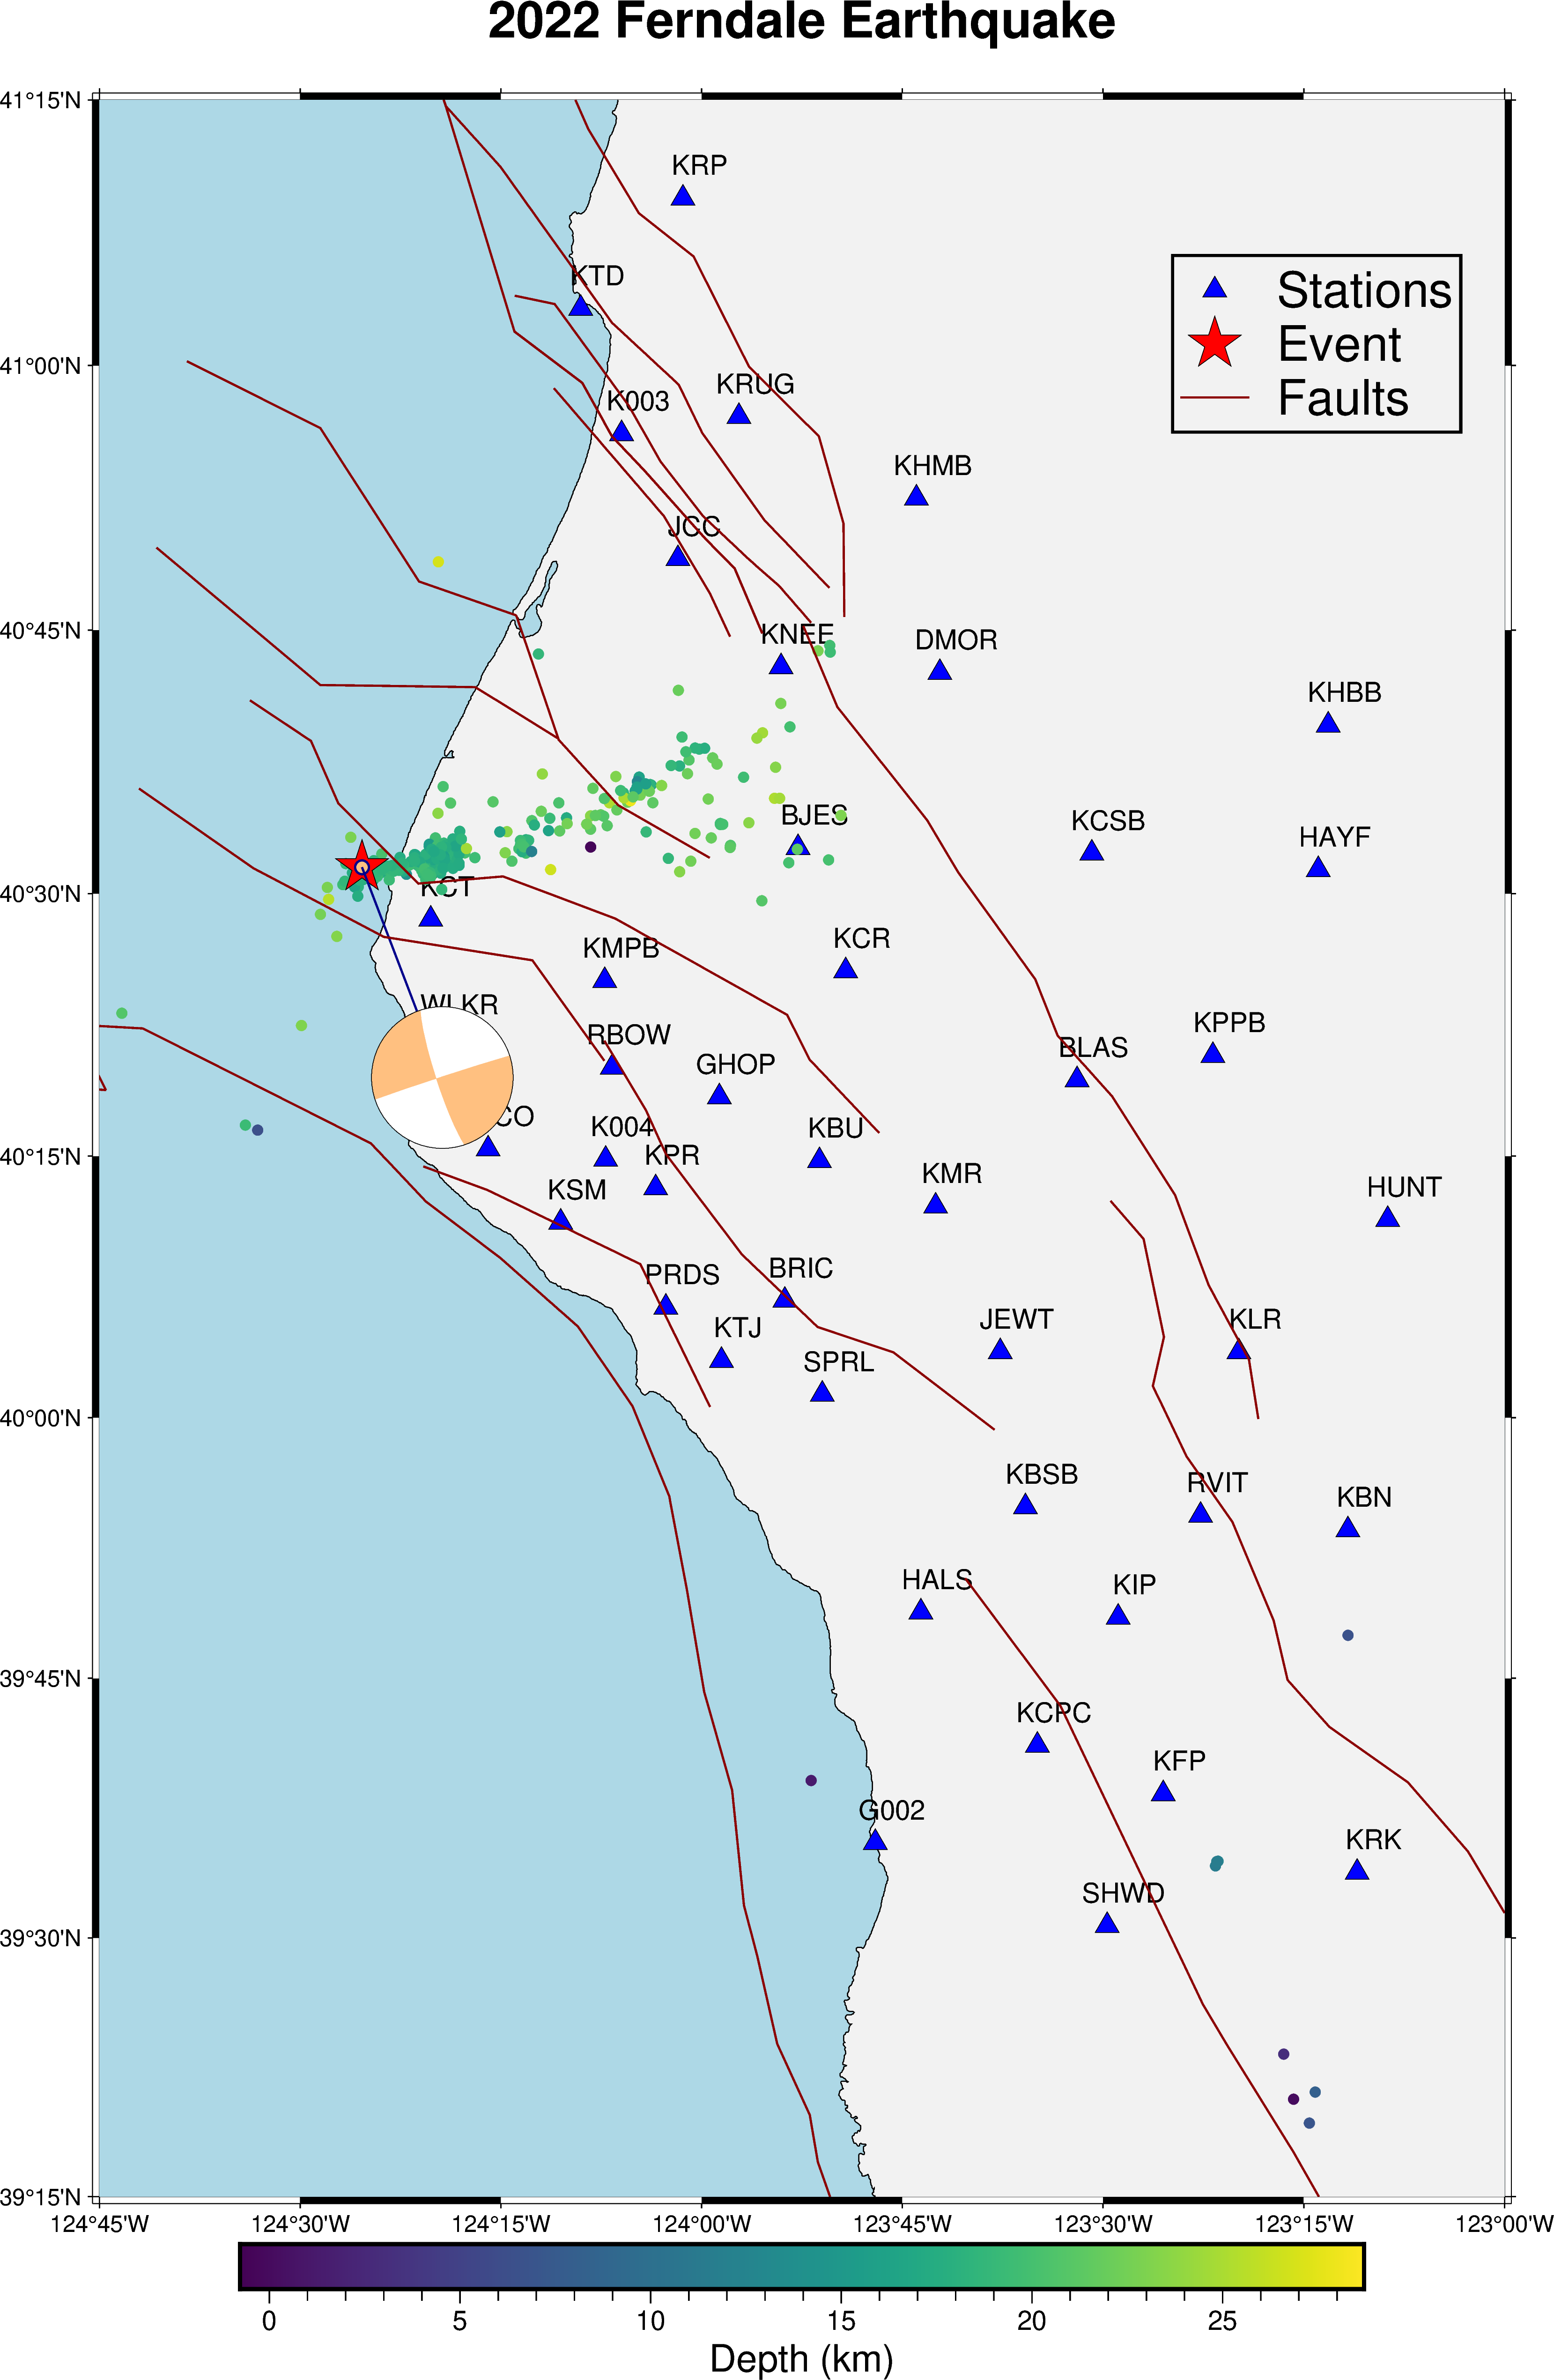 2022 Ferndale Earthquake
41°15'N
KRP
Stations
Event
Faults
KTD
41°00'N
KRUG
K003
KHMB
JCC
40°45'N
KNEE
DMOR
KHBB
BJES
KCSB
HAYF
40°30'N
KCT
KMPB
KCR
WLKR
RBOW
GHOP
BLAS
KPPB
CO
K004
KBU
40°15'N
KPR
KSM
KMR
HUNT
PRDS
BRIC
KTJ
JEWT
KLR
SPRL
40°00'N
KBSB
RVIT
KBN
HALS
KIP
39°45'N
KCPC
KFP
G002
KRK
SHWD
39°30'N
39°15'N
124°45'W 124°30'W 124°15'W 124°00'W 123°45'W 123°30'W 123°15'W 123°00'W
0 5 10 15 20 25
Depth (km)